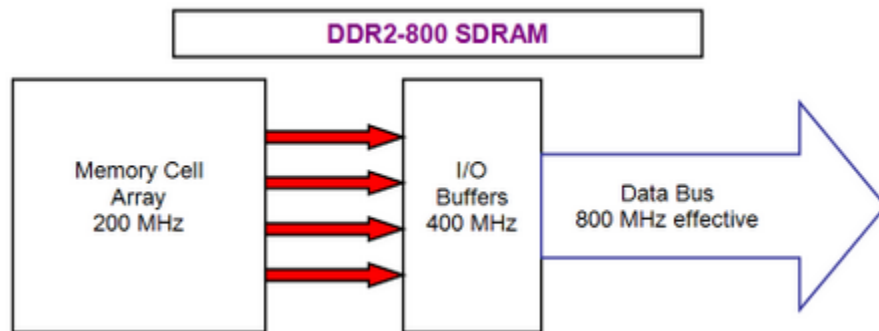 DDR2-800 SDRAM
Memory Cell
Array
200 MHz
I/O
Buffers
400 MHz
Data Bus
800 MHz effective